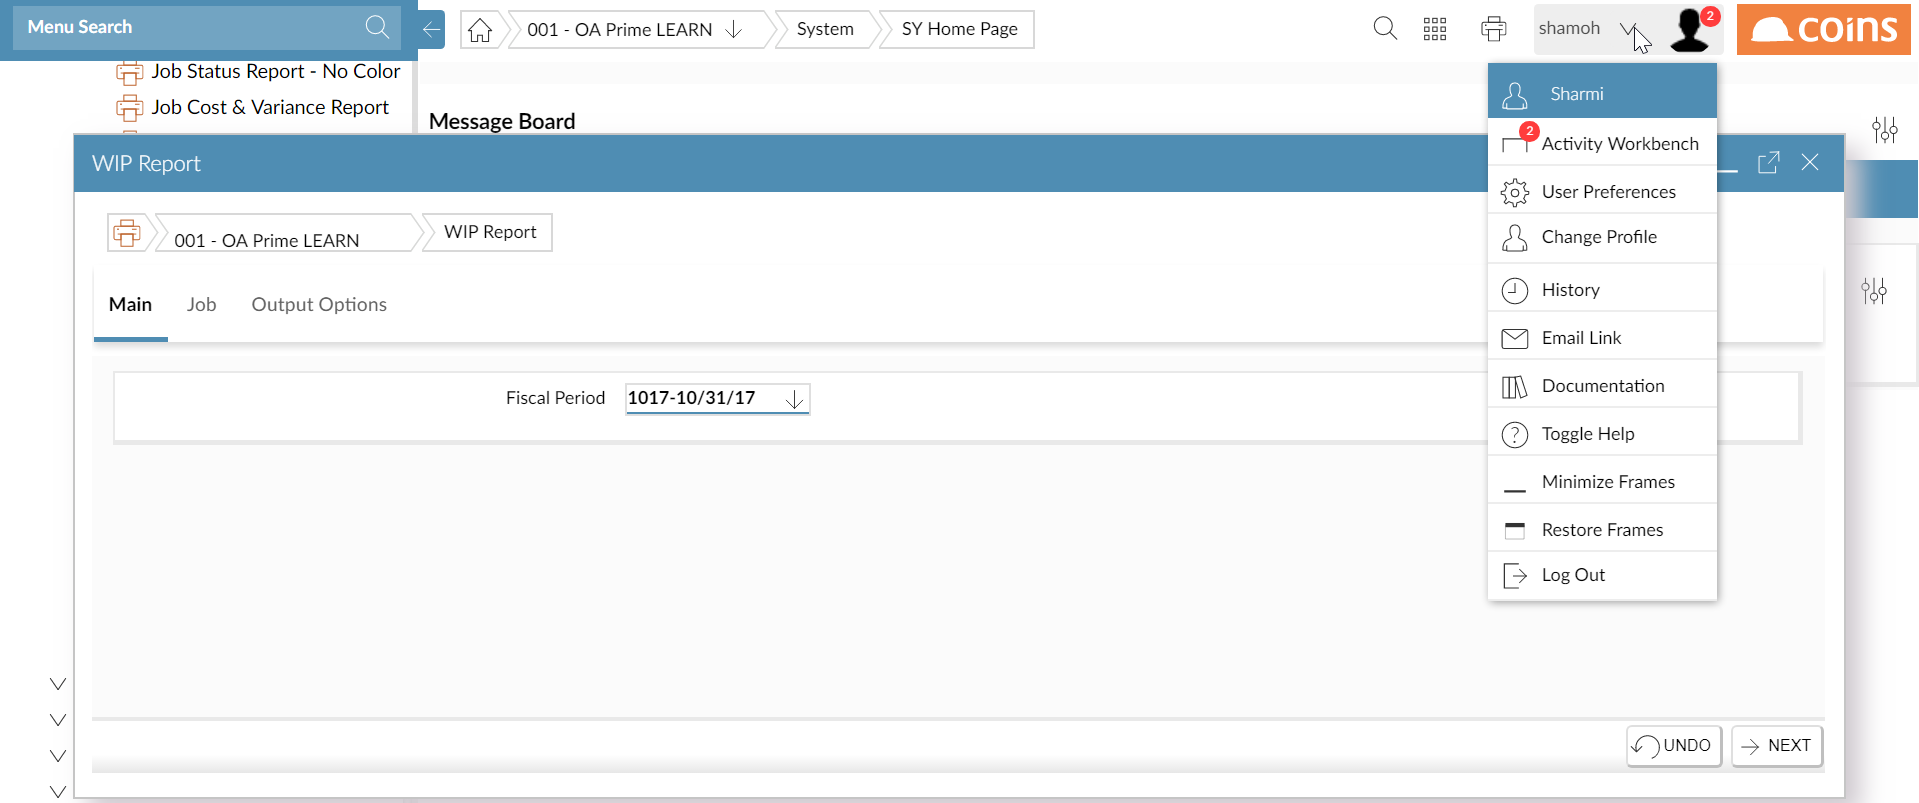 Menu Search
001 - OA Prime LEARN
System
SY Home Page
shamoh
2
coins
Job Status Report - No Color
Job Cost & Variance Report
Message Board
Sharmi
2
Activity Workbench
User Preferences
Change Profile
History
Email Link
Documentation
Toggle Help
Minimize Frames
Restore Frames
Log Out
WIP Report
001 - OA Prime LEARN
WIP Report
Main
Job
Output Options
Fiscal Period
1017-10/31/17
UNDO
NEXT